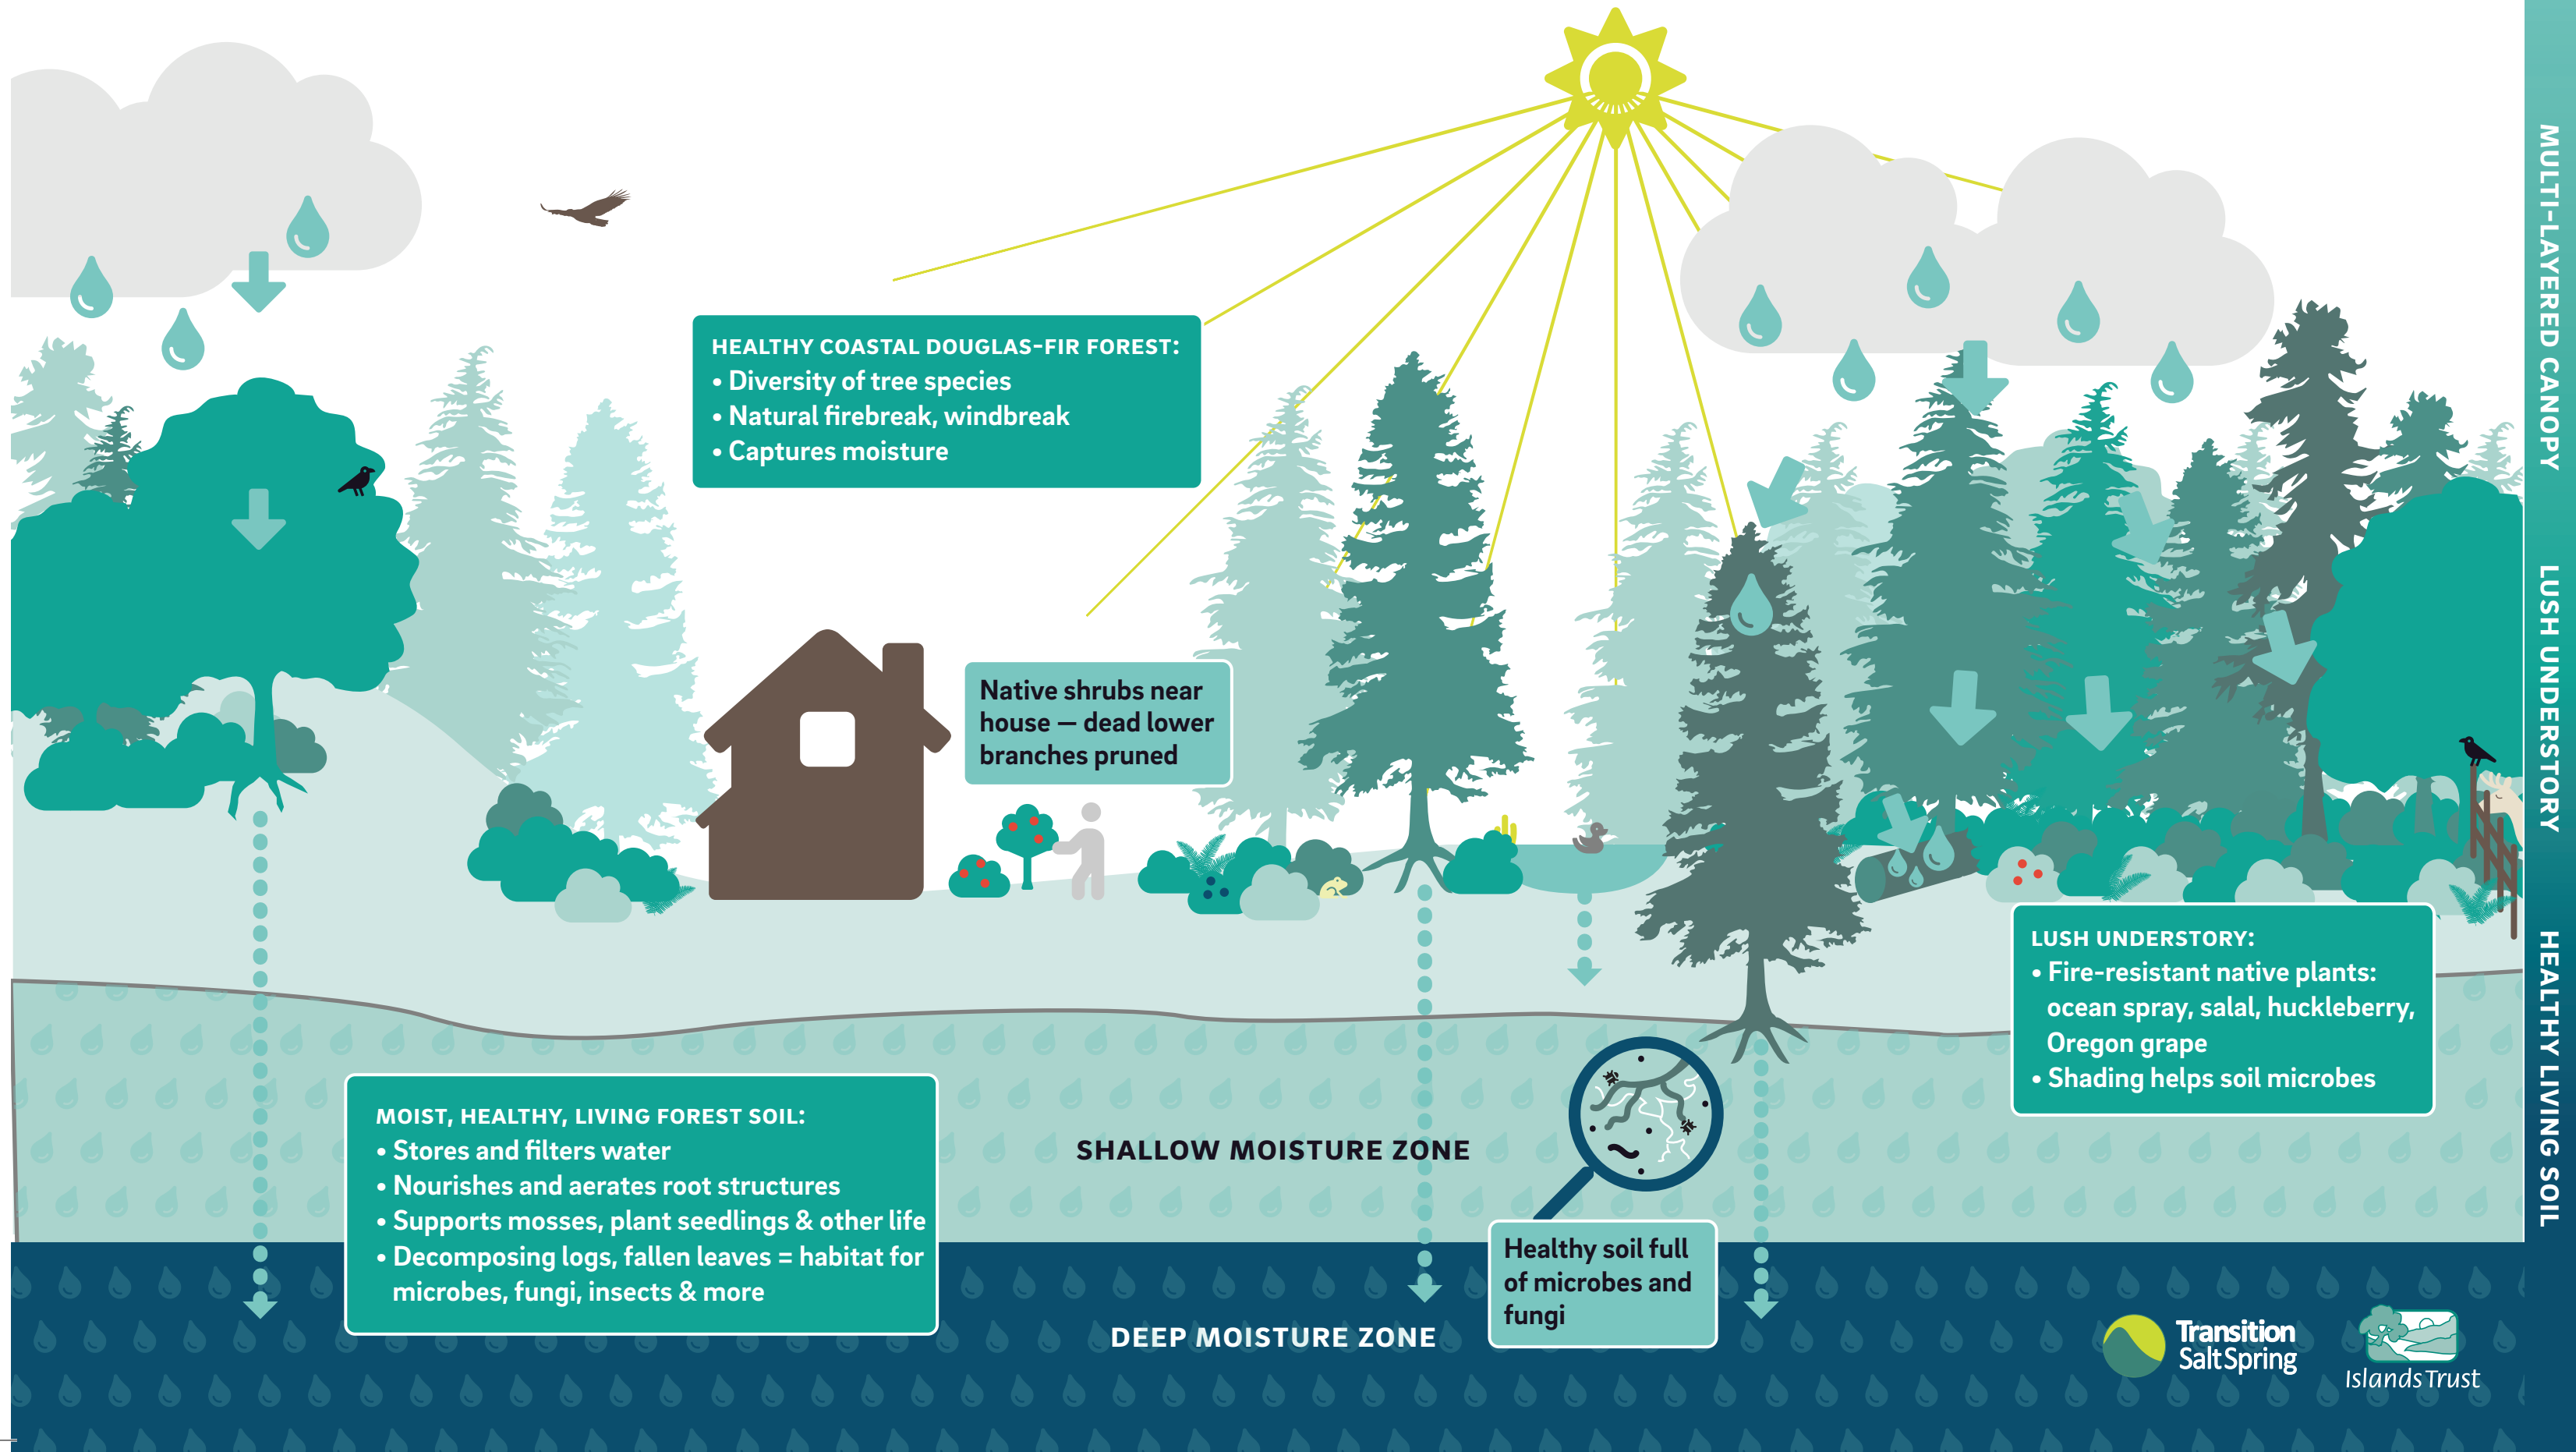 HEALTHY COASTAL DOUGLAS-FIR FOREST:
• Diversity of tree species
• Natural firebreak, windbreak
• Captures moisture
Native shrubs near
house – dead lower
branches pruned
LUSH UNDERSTORY:
• Fire-resistant native plants:
ocean spray, salal, huckleberry,
Oregon grape
• Shading helps soil microbes
MOIST, HEALTHY, LIVING FOREST SOIL:
• Stores and filters water
• Nourishes and aerates root structures
• Supports mosses, plant seedlings & other life
• Decomposing logs, fallen leaves = habitat for
microbes, fungi, insects & more
SHALLOW MOISTURE ZONE
Healthy soil full
of microbes and
fungi
DEEP MOISTURE ZONE
Transition
Salt Spring
Islands Trust
MULTI-LAYERED CANOPY
LUSH UNDERSTORY
HEALTHY LIVING SOIL